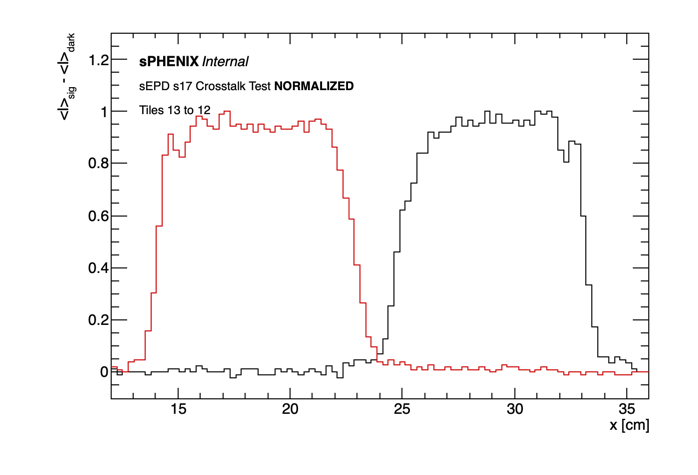 <I>sig - <I>dark
sPHENIX Internal
sEPD s17 Crosstalk Test NORMALIZED
Tiles 13 to 12
1.2
1
0.8
0.6
0.4
0.2
0
15 20 25 30 35
x [cm]